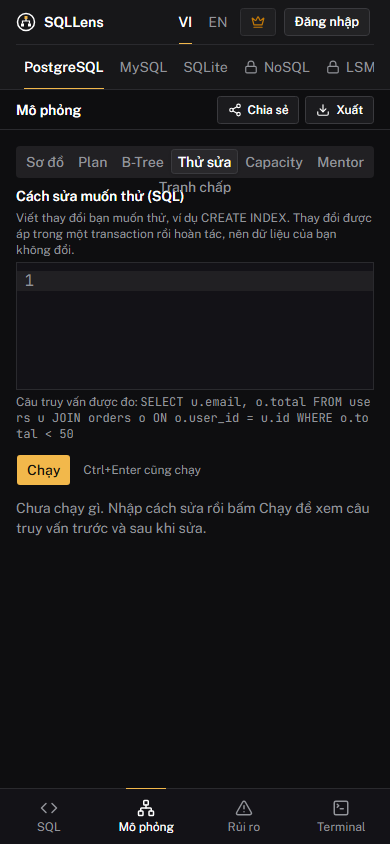 SQLLens
VI
EN
Đăng nhập
PostgreSQL
MySQL
SQLite
NoSQL
LSM
Mô phỏng
Chia sẻ
Xuất
Sơ đồ
Plan
B-Tree
Thử sửa
Capacity
Mentor
Tranh chấp
Cách sửa muốn thử (SQL)
Viết thay đổi bạn muốn thử, ví dụ CREATE INDEX. Thay đổi được
áp trong một transaction rồi hoàn tác, nên dữ liệu của bạn
không đổi.
1
Câu truy vấn được đo: SELECT u.email, o.total FROM use
rs u JOIN orders o ON o.user_id = u.id WHERE o.to
tal < 50
Chạy
Ctrl+Enter cũng chạy
Chưa chạy gì. Nhập cách sửa rồi bấm Chạy để xem câu
truy vấn trước và sau khi sửa.
SQL
Mô phỏng
Rủi ro
Terminal